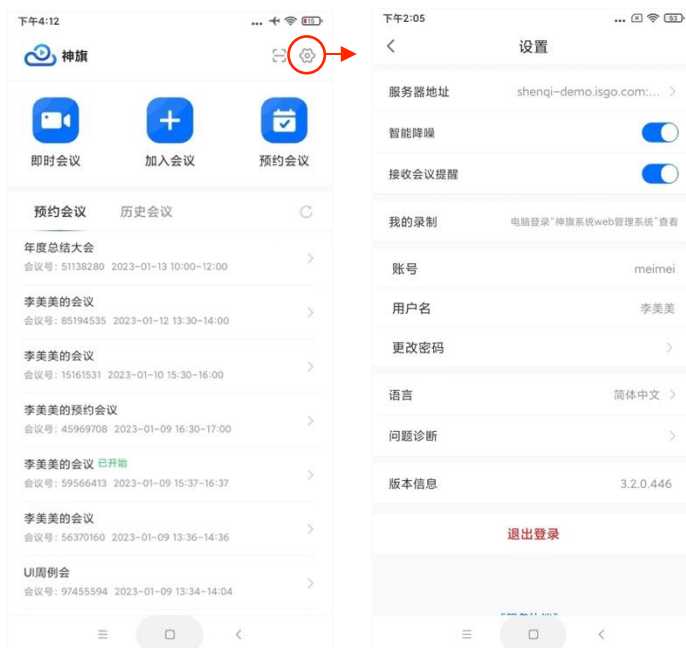 下午4:12
15
神旗
即时会议
加入会议
预约会议
预约会议
历史会议
年度总结大会
会议号: 51138280 2023-01-13 10:00-12:00
李美美的会议
会议号: 85194535 2023-01-12 13:30-14:00
李美美的会议
会议号: 15161531 2023-01-10 15:30-16:00
李美美的预约会议
会议号: 45969708 2023-01-09 16:30-17:00
李美美的会议 已开始
会议号: 59566413 2023-01-09 15:37-16:37
李美美的会议
会议号: 56370160 2023-01-09 13:36-14:36
UI周例会
会议号: 97455594 2023-01-09 13:34-14:04
下午2:05
53
设置
服务器地址 shenqi-demo.isgo.com:...
智能降噪
接收会议提醒
我的录制 电脑登录"神旗系统web管理系统"查看
账号 meimei
用户名 李美美
更改密码
语言 简体中文
问题诊断
版本信息 3.2.0.446
退出登录